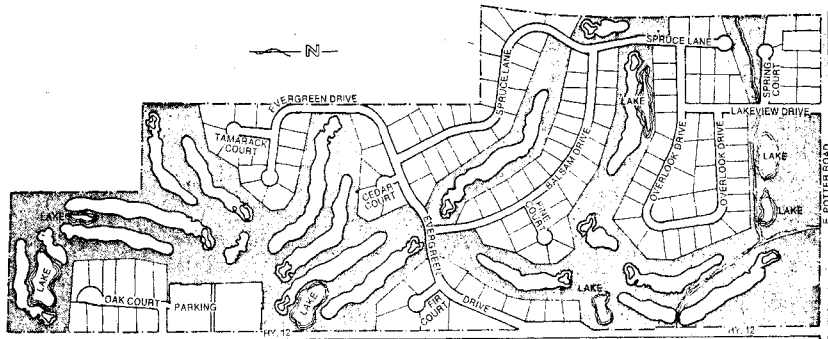 N
SPRUCE LANE
SPRING COURT
LAKEVIEW DRIVE
SPRUCE LANE
LAKE
EVERGREEN DRIVE
TAMARACK COURT
BALSAM DRIVE
OVERLOOK DRIVE
OVERLOOK DRIVE
LAKE
LAKE
E. POTTER ROAD
CEDAR COURT
PINE COURT
EVERGREEN DRIVE
LAKE
LAKE
OAK COURT
PARKING
LAKE
FIR COURT
LAKE
HY. 12
HY. 12